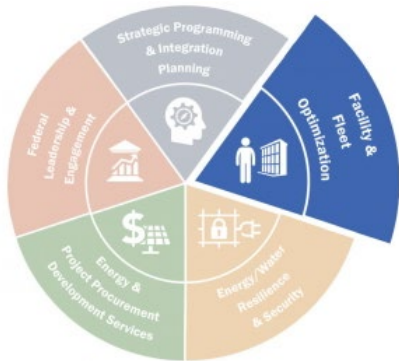 Strategic Programming
& Integration
Planning
Facility &
Fleet
Optimization
Energy/Water
Resilience
& Security
Energy &
Project Procurement
Development Services
Federal
Leadership &
Engagement